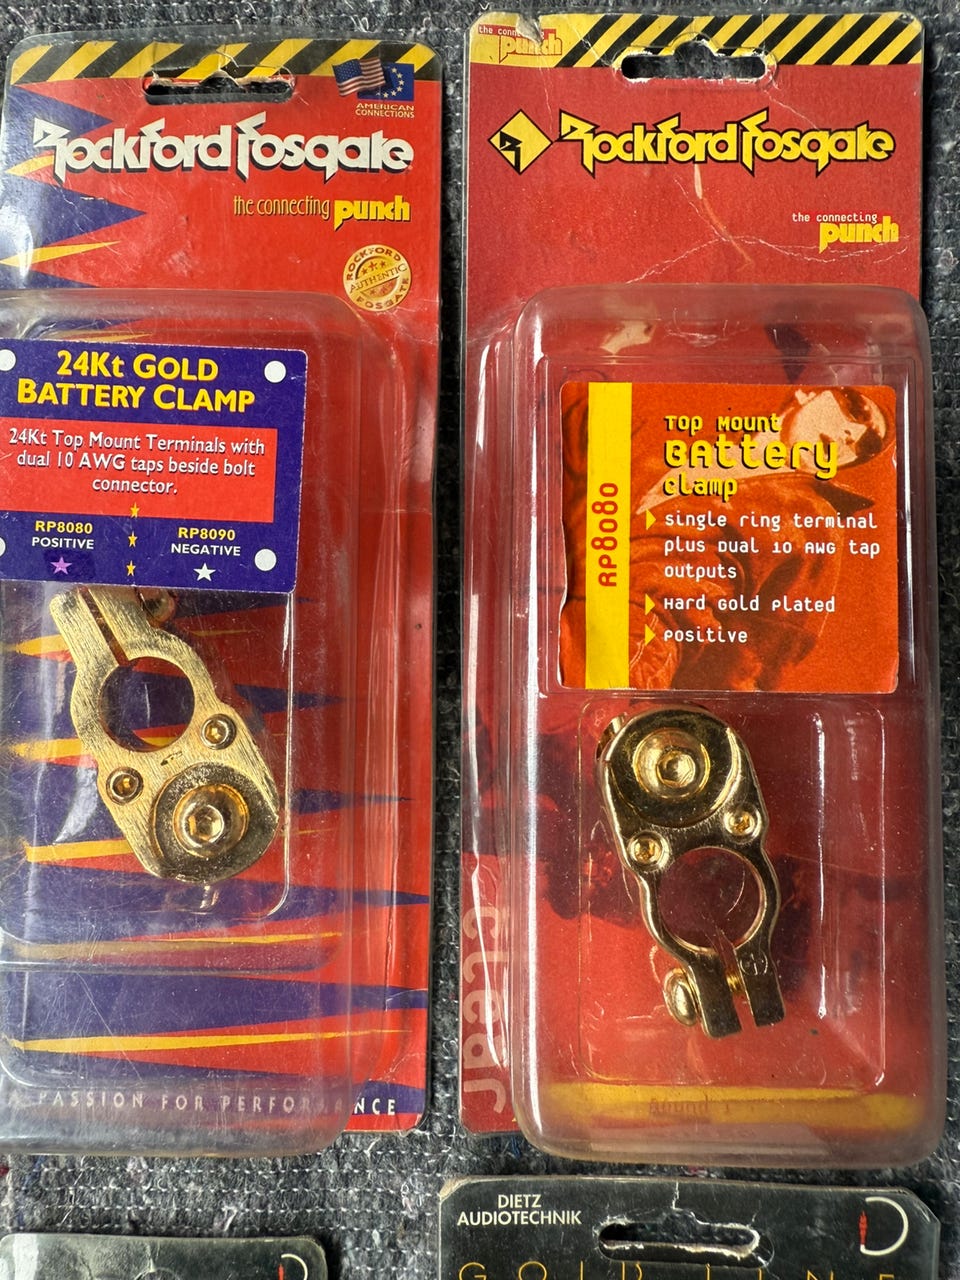 AMERICAN
CONNECTIONS
Rockford Fosgate
the connecting punch
ROCKFORD
AUTHENTIC
FOSGATE
24Kt GOLD
BATTERY CLAMP
24Kt Top Mount Terminals with
dual 10 AWG taps beside bolt
connector.
RP8080
POSITIVE
RP8090
NEGATIVE
A PASSION FOR PERFORMANCE
the connecting
punch
Rockford Fosgate
the connecting
punch
RP8080
Top Mount
Battery
Clamp
single ring terminal
plus Dual 10 AWG tap
outputs
Hard Gold Plated
Positive
clear
DIETZ
AUDIOTECHNIK
GOLD LINE